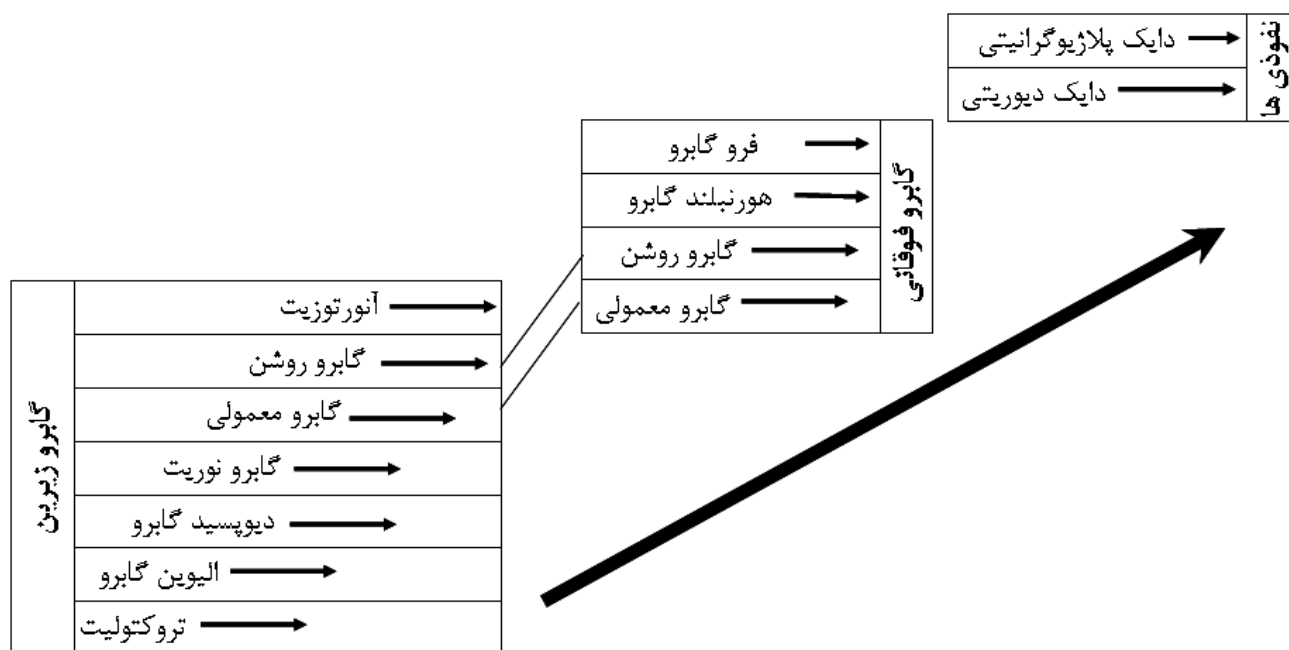 نفوذی ها
دایک پلاژیوگرانیتی
دایک دیوریتی
گابرو فوقانی
فرو گابرو
هورنبلند گابرو
گابرو روشن
گابرو معمولی
گابرو زیرین
آنورتوزیت
گابرو روشن
گابرو معمولی
گابرو نوریت
دیوپسید گابرو
الیوین گابرو
تروکتولیت